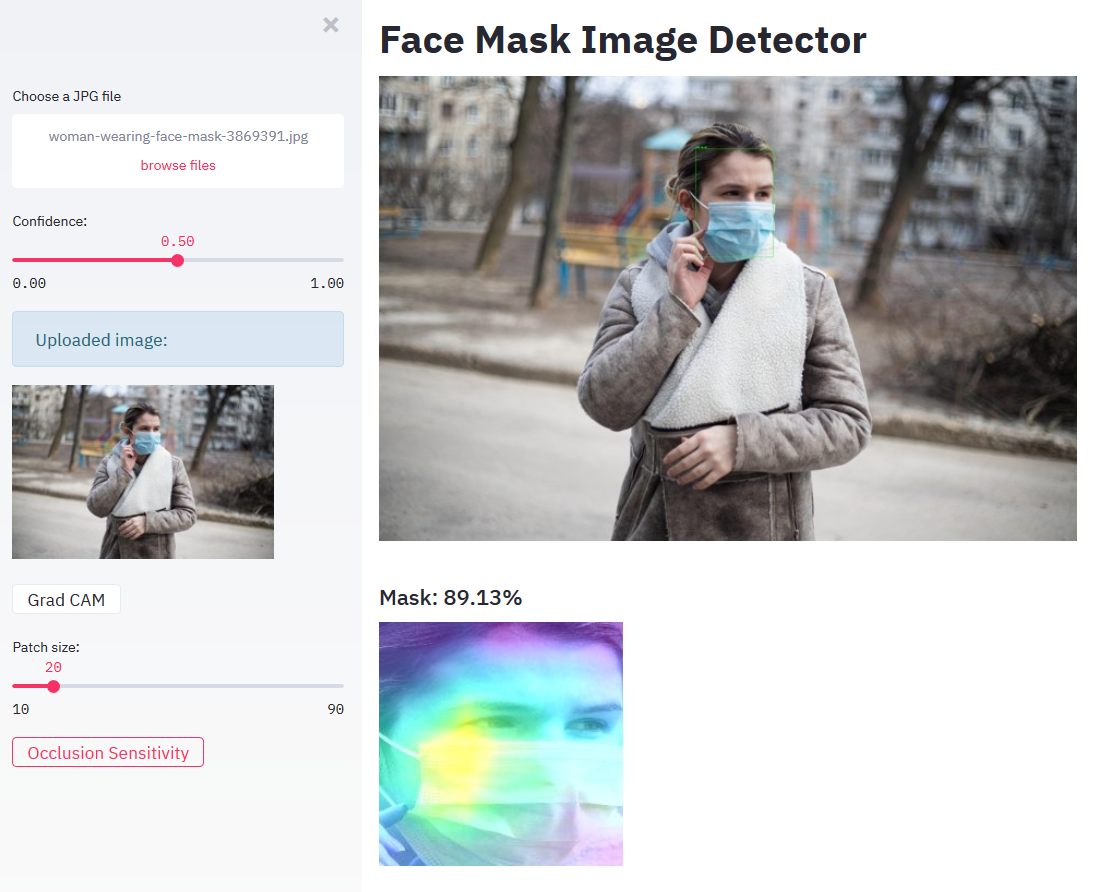 ×
Choose a JPG file
woman-wearing-face-mask-3869391.jpg
browse files
Confidence:
0.50
0.00 1.00
Uploaded image:
Grad CAM
Patch size:
20
10 90
Occlusion Sensitivity
Face Mask Image Detector
Mask: 89.13%